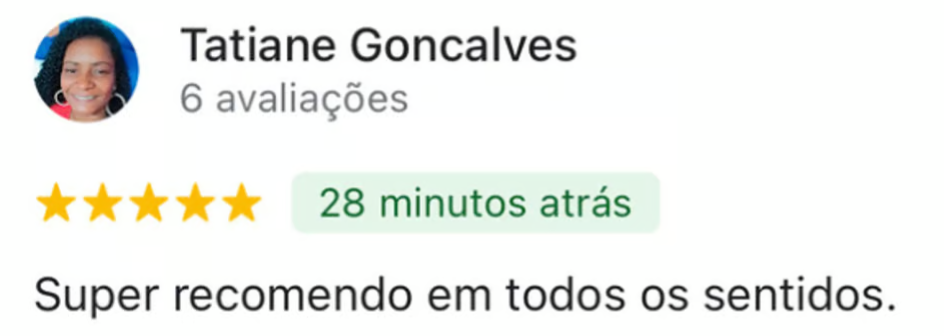 Tatiane Goncalves
6 avaliações
28 minutos atrás
Super recomendo em todos os sentidos.